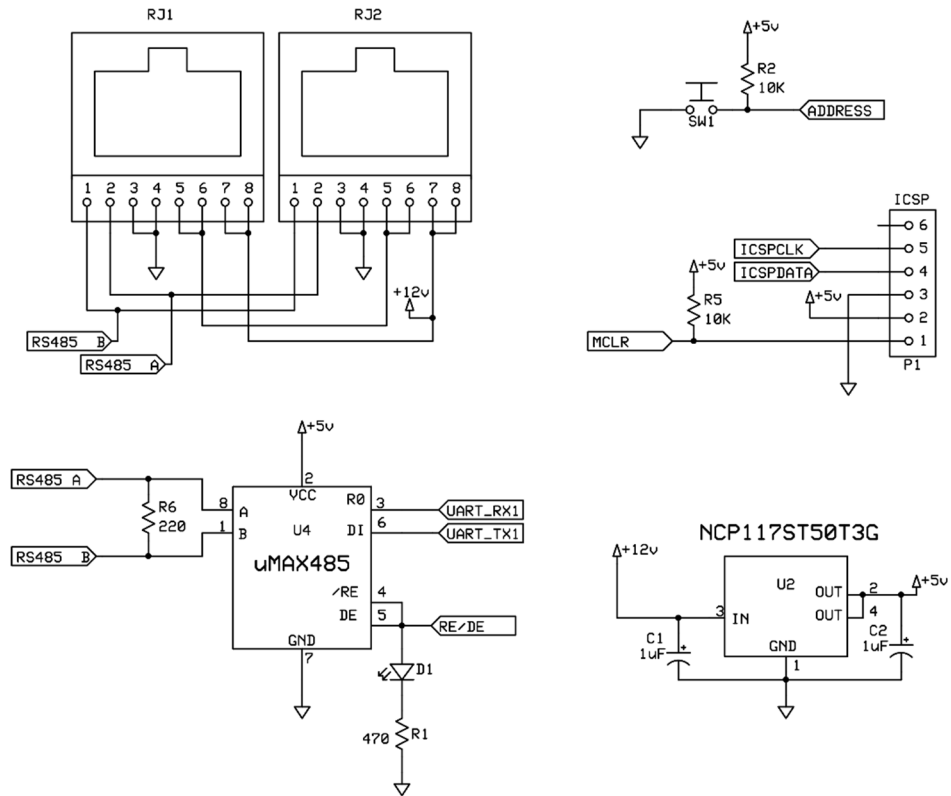 RJ1
RJ2
1 2 3 4 5 6 7 8
1 2 3 4 5 6 7 8
+12v
RS485 B
RS485 A
+5v
R2
10K
SW1
ADDRESS
ICSP
6
ICSPCLK
5
+5v
ICSPDATA
4
+5v
3
R5
10K
2
MCLR
1
P1
+5v
RS485 A
2
VCC
R0
3
UART_RX1
8
A
R6
220
U4
1
B
DI
6
UART_TX1
RS485 B
uMAX485
/RE
4
DE
5
RE/DE
GND
7
D1
470
R1
NCP117ST50T3G
+12v
U2
+5v
OUT
2
3
IN
OUT
4
C1
1uF
+
GND
1
C2
1uF
+